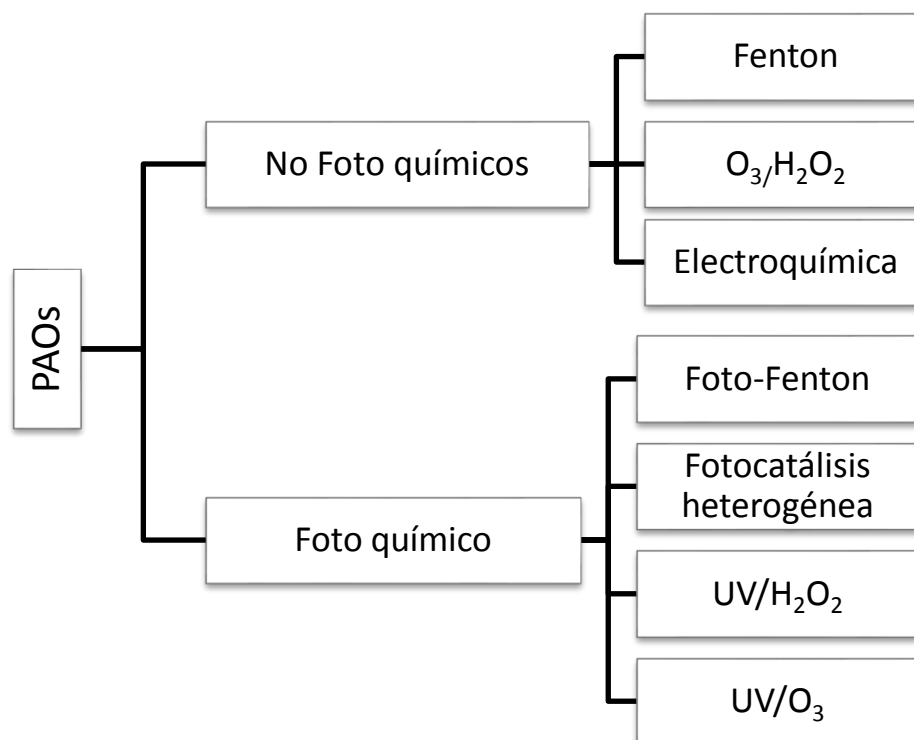 PAOs
No Foto químicos
Fenton
O₃/H₂O₂
Electroquímica
Foto químico
Foto-Fenton
Fotocatálisis
heterogénea
UV/H₂O₂
UV/O₃